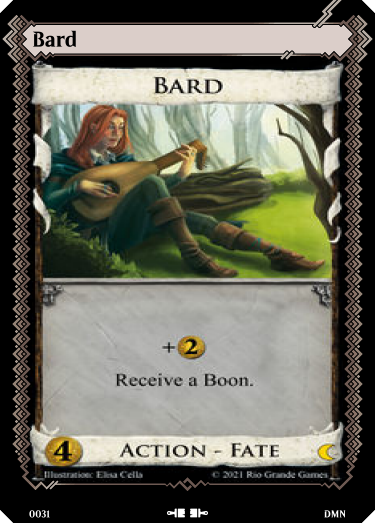 Bard
BARD
+2
Receive a Boon.
4 ACTION - FATE
Illustration: Elisa Cella © 2021 Rio Grande Games
0031 DMN